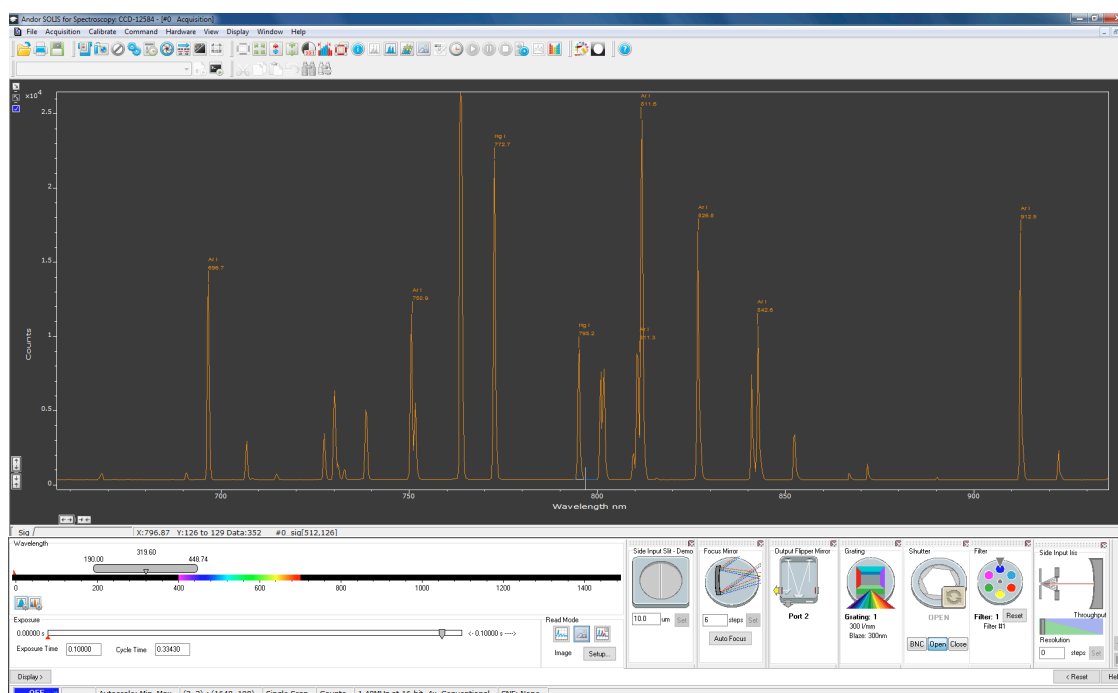 Andor SOLIS for Spectroscopy: CCD-12584 - [#0 Acquisition]
File Acquisition Calibrate Command Hardware View Display Window Help
x10^4
2.5
2
1.5
1
0.5
0
Counts
Ar I
696.7
Ar I
750.9
Hg I
772.7
Hg I
795.2
Ar I
811.6
Ar I
811.3
Ar I
826.8
Ar I
842.8
Ar I
912.9
700 750 800 850 900
Wavelength nm
Sig X:796.87 Y:126 to 129 Data:352 #0 sig[512,126]
Wavelength
319.60
190.00 448.74
0 200 400 600 800 1000 1200 1400
Exposure
0.00000 s <- 0.10000 s ---->
Exposure Time 0.10000 Cycle Time 0.33430
Read Mode
Image Setup...
Side Input Slit - Demo
10.0 um Set
Focus Mirror
6 steps Set
Auto Focus
Output Flipper Mirror
Port 2
Grating
Grating: 1
300 l/mm
Blaze: 300nm
Shutter
OPEN
BNC Open Close
Filter
Filter: 1 Reset
Filter #1
Side Input Iris
Throughput
Resolution
0 steps Set
Display > < Reset
OFF